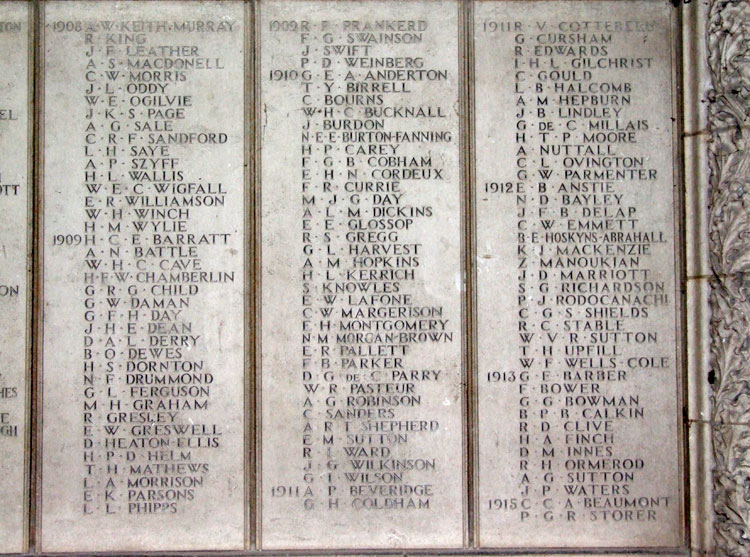 1908 A·W·KEITH-MURRAY
R·KING
J·F·LEATHER
A·S·MACDONELL
C·W·MORRIS
J·L·ODDY
W·E·OGILVIE
J·K·S·PAGE
A·G·SALE
C·R·F·SANDFORD
L·H·SAYE
A·P·SZYFF
H·L·WALLIS
W·E·C·WIGFALL
E·R·WILLIAMSON
W·H·WINCH
H·M·WYLIE
1909 H·C·E·BARRATT
A·N·BATTLE
W·H·C·CAVE
H·F·W·CHAMBERLIN
G·R·G·CHILD
G·W·DAMAN
G·F·H·DAY
J·H·E·DEAN
D·A·L·DERRY
B·O·DEWES
H·S·DORNTON
N·F·DRUMMOND
G·L·FERGUSON
M·H·GRAHAM
R·GRESLEY
E·W·GRESWELL
D·HEATON-ELLIS
H·P·D·HELM
T·H·MATHEWS
L·A·MORRISON
E·K·PARSONS
L·L·PHIPPS
1909 R·F·PRANKERD
F·G·SWAINSON
J·SWIFT
P·D·WEINBERG
1910 G·E·A·ANDERTON
T·Y·BIRRELL
C·BOURNS
W·H·C·BUCKNALL
J·BURDON
N·E·E·BURTON-FANNING
H·P·CAREY
F·G·B·COBHAM
E·H·N·CORDEUX
F·R·CURRIE
M·J·G·DAY
A·L·M·DICKINS
E·E·GLOSSOP
R·S·GREGG
G·L·HARVEST
A·M·HOPKINS
H·L·KERRICH
S·KNOWLES
E·W·LAFONE
C·W·MARGERISON
E·H·MONTGOMERY
N·M·MORGAN-BROWN
E·R·PALLETT
F·B·PARKER
D·G·DE·C·PARRY
W·R·PASTEUR
A·G·ROBINSON
C·SANDERS
A·R·T·SHEPHERD
E·M·SUTTON
R·L·WARD
J·G·WILKINSON
G·I·WILSON
1911 A·P·BEVERIDGE
G·H·COLDHAM
1911 R·V·COTTERELL
G·CURSHAM
R·EDWARDS
I·H·L·GILCHRIST
C·GOULD
L·B·HALCOMB
A·M·HEPBURN
J·B·LINDLEY
G·DE·C·MILLAIS
H·T·P·MOORE
A·NUTTALL
C·L·OVINGTON
G·W·PARMENTER
1912 E·B·ANSTIE
N·D·BAYLEY
J·F·B·DELAP
C·W·EMMETT
B·E·HOSKYNS-ABRAHALL
K·J·MACKENZIE
Z·MANOUKIAN
J·D·MARRIOTT
S·G·RICHARDSON
P·J·RODOCANACHI
C·G·S·SHIELDS
R·C·STABLE
W·V·R·SUTTON
T·H·UPFILL
W·F·WELLS-COLE
1913 G·E·BARBER
F·BOWER
G·G·BOWMAN
B·P·B·CALKIN
R·D·CLIVE
H·A·FINCH
D·M·INNES
R·H·ORMEROD
A·G·SUTTON
J·P·WATERS
1915 C·C·A·BEAUMONT
P·G·R·STORER